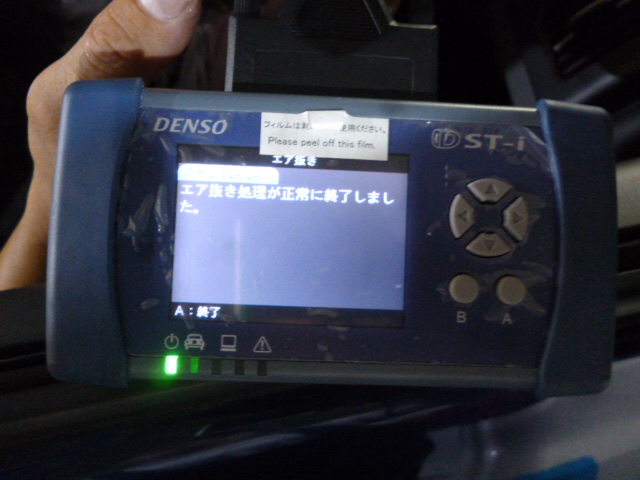 DENSO
フィルムは剥
使用ください。
Please peel off this film.
DST-i
エア抜き
エア抜き処理が正常に終了しまし
た。
A：終了
B
A